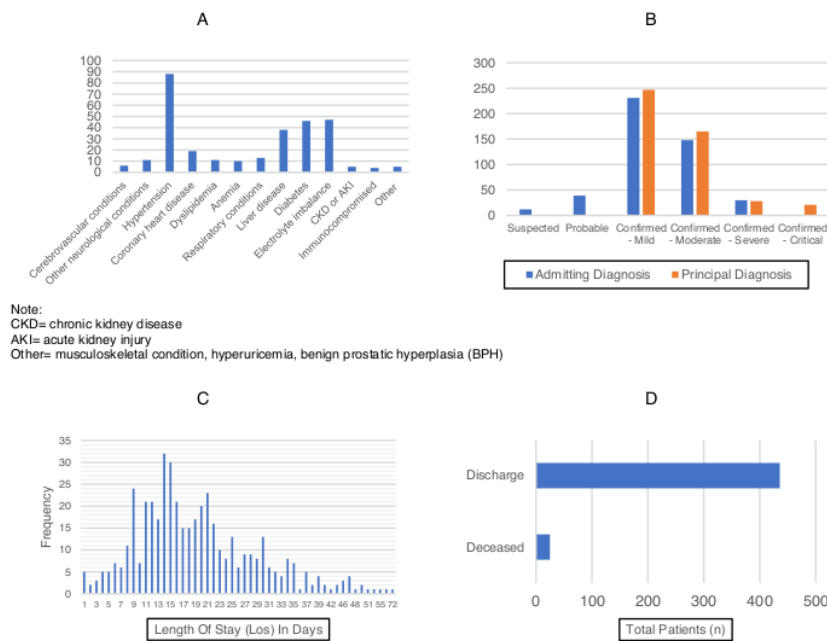 A
100
90
80
70
60
50
40
30
20
10
0
Cerebrovascular conditions
Other neurological conditions
Hypertension
Coronary heart disease
Dyslipidemia
Anemia
Respiratory conditions
Liver disease
Diabetes
Electrolyte imbalance
CKD or AKI
Immunocompromised
Other
B
300
250
200
150
100
50
0
Suspected
Probable
Confirmed
- Mild
Confirmed
- Moderate
Confirmed
- Severe
Confirmed
- Critical
Admitting Diagnosis
Principal Diagnosis
Note:
CKD= chronic kidney disease
AKI= acute kidney injury
Other= musculoskeletal condition, hyperuricemia, benign prostatic hyperplasia (BPH)
C
Frequency
35
30
25
20
15
10
5
0
1 3 5 7 9 11 13 15 17 19 21 23 25 27 29 31 33 35 37 39 42 46 48 51 55 72
Length Of Stay (Los) In Days
D
Discharge
Deceased
0 100 200 300 400 500
Total Patients (n)